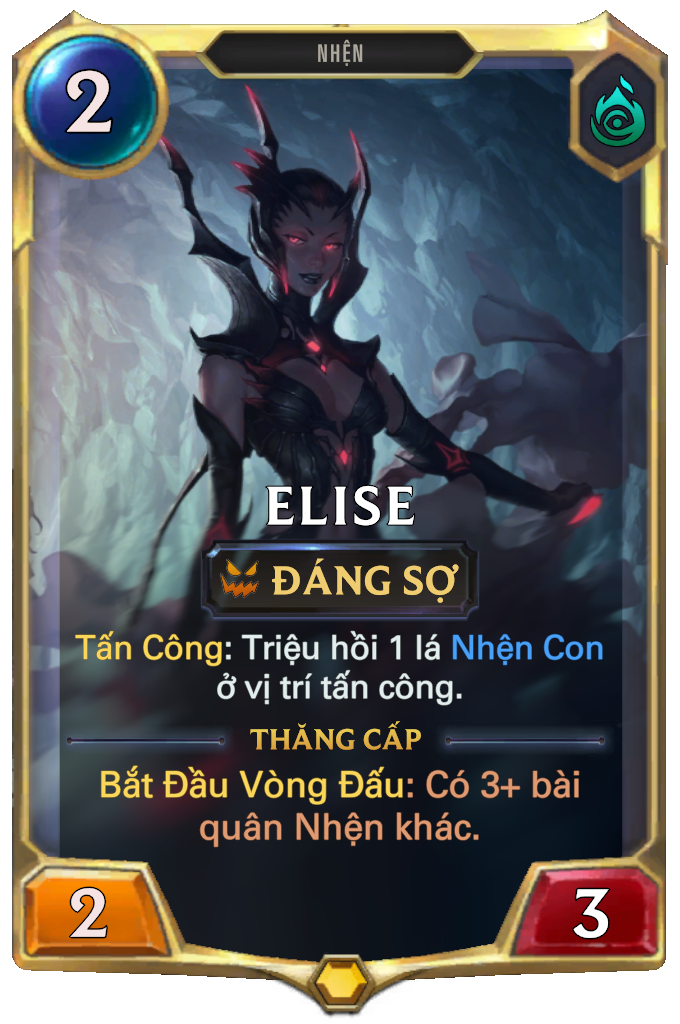 NHỆN
2
ELISE
ĐÁNG SỢ
Tấn Công: Triệu hồi 1 lá Nhện Con
ở vị trí tấn công.
THĂNG CẤP
Bắt Đầu Vòng Đấu: Có 3+ bài
quân Nhện khác.
2
3